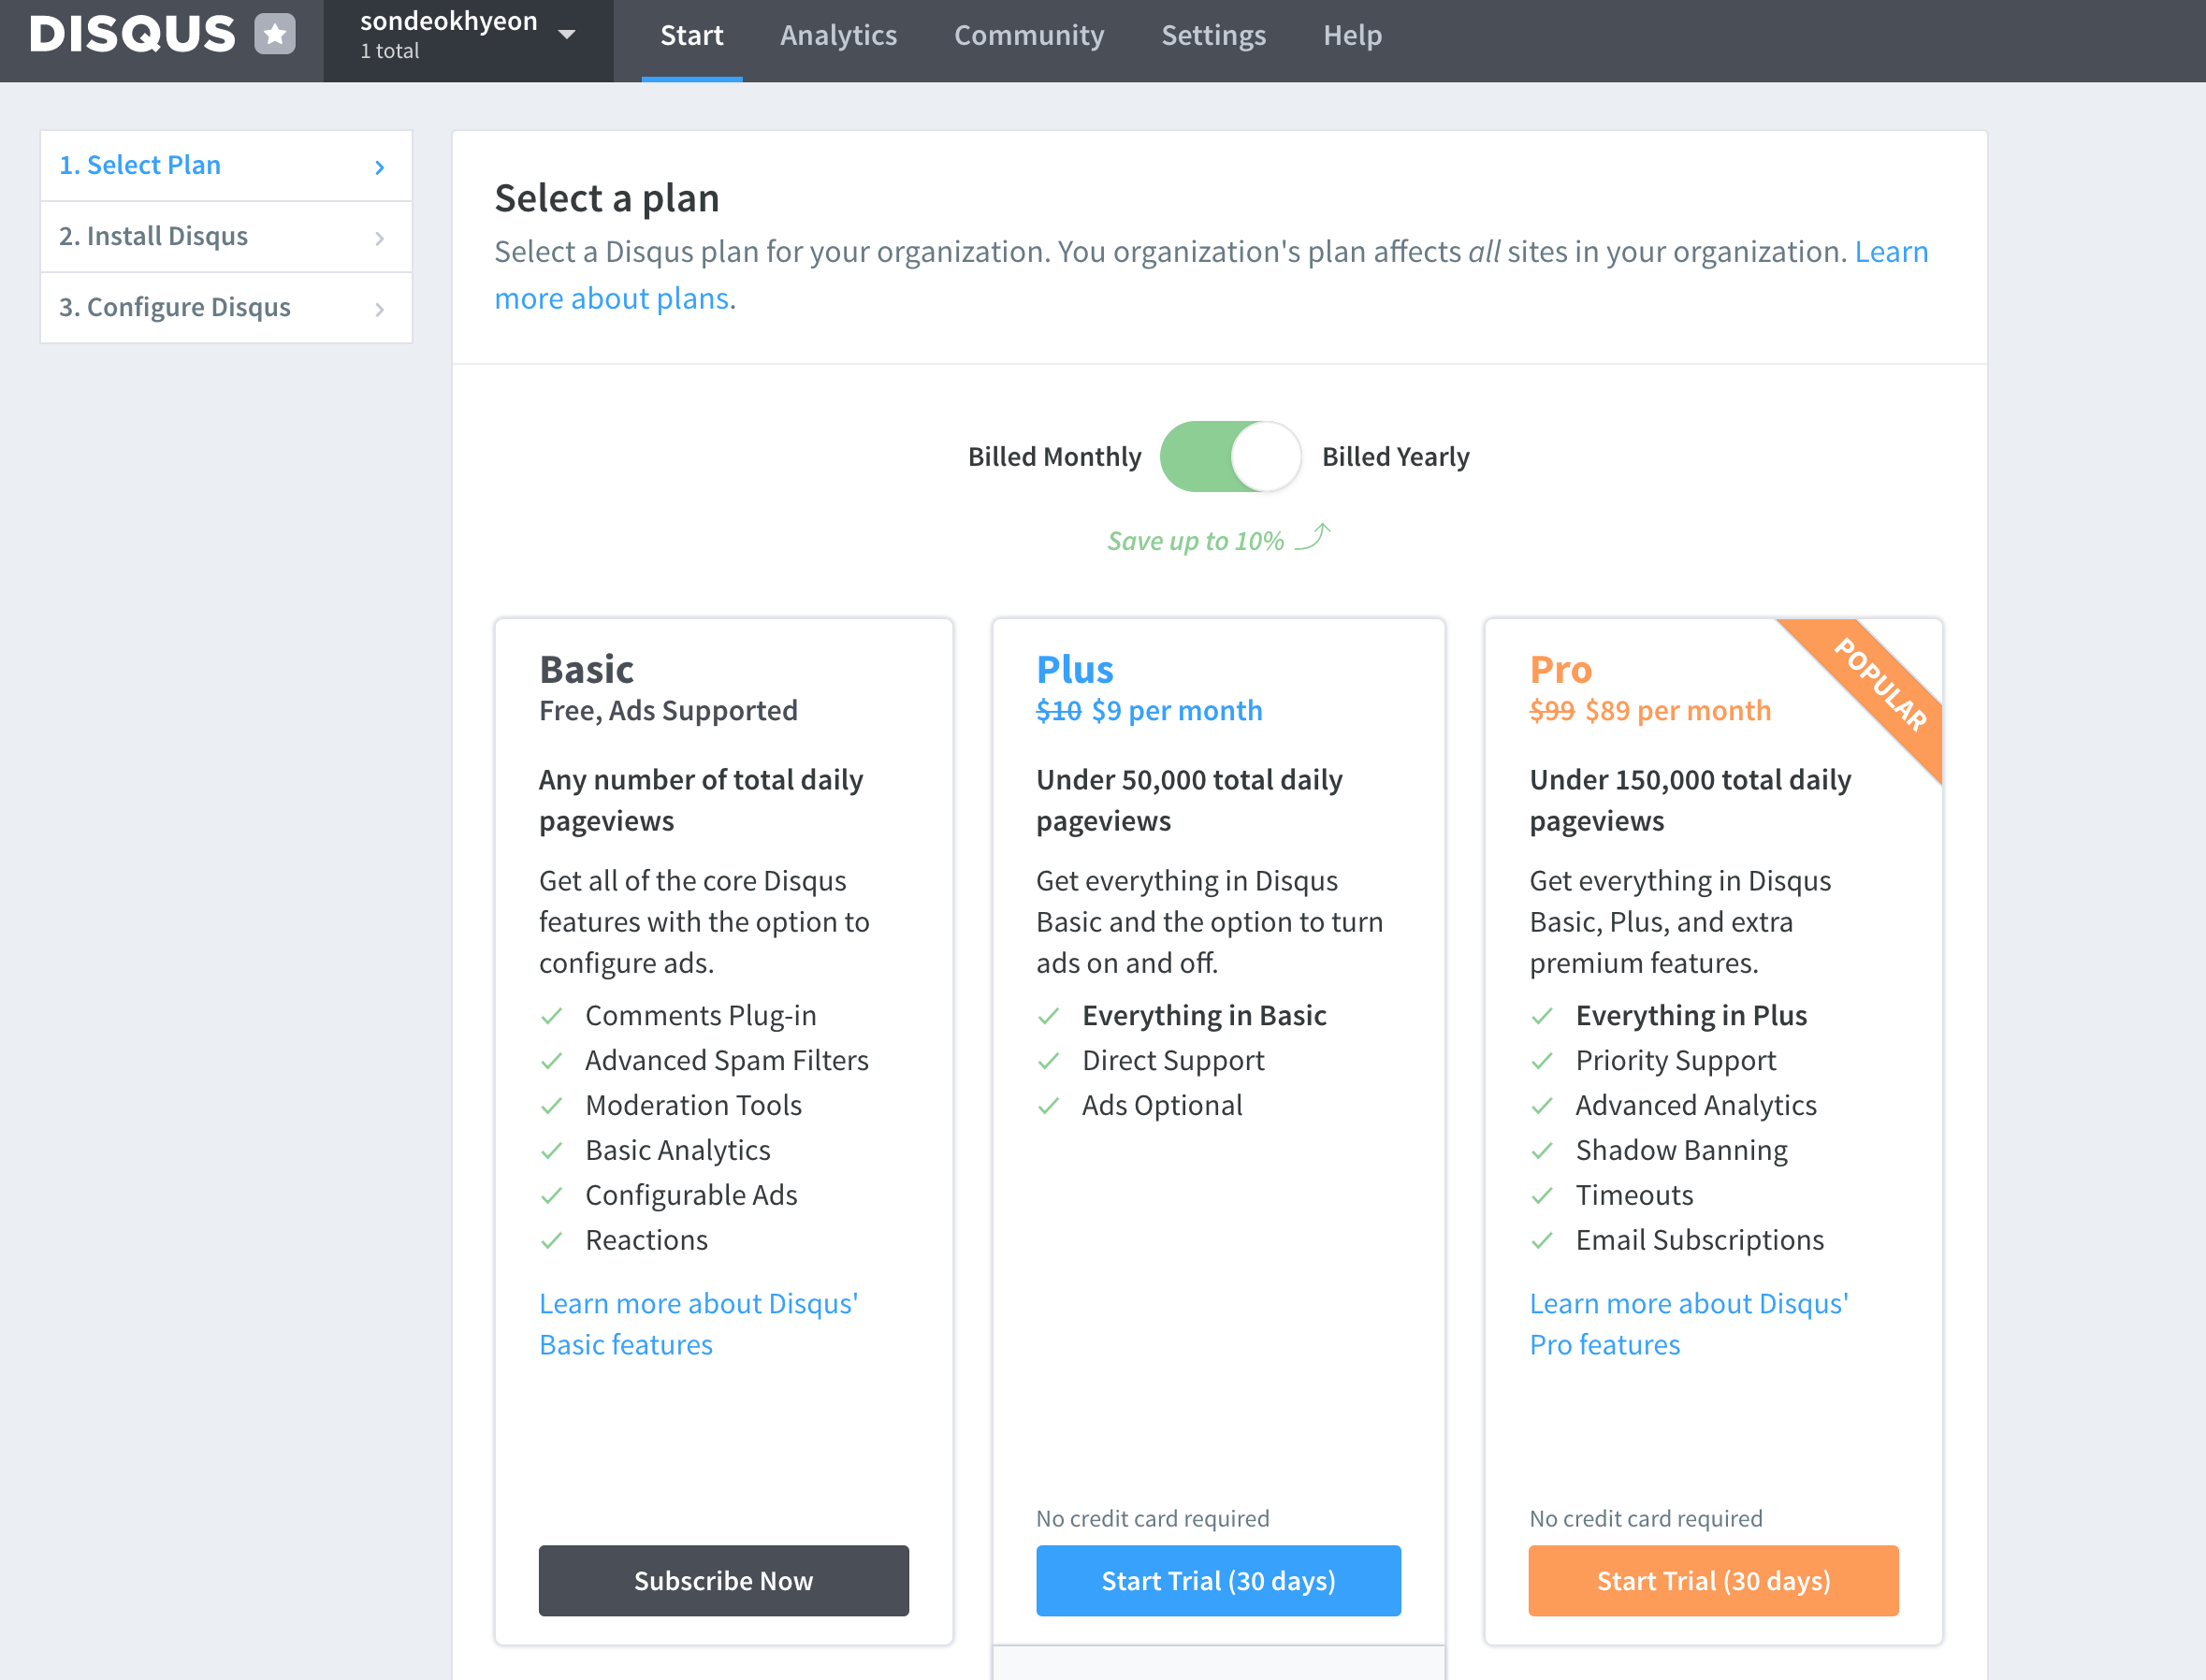 DISQUS
sondeokhyeon
1 total
Start
Analytics
Community
Settings
Help
1. Select Plan
2. Install Disqus
3. Configure Disqus
Select a plan
Select a Disqus plan for your organization. You organization's plan affects all sites in your organization. Learn
more about plans.
Billed Monthly
Billed Yearly
Save up to 10%
Basic
Free, Ads Supported
Any number of total daily
pageviews
Get all of the core Disqus
features with the option to
configure ads.
Comments Plug-in
Advanced Spam Filters
Moderation Tools
Basic Analytics
Configurable Ads
Reactions
Learn more about Disqus'
Basic features
Subscribe Now
Plus
$10 $9 per month
Under 50,000 total daily
pageviews
Get everything in Disqus
Basic and the option to turn
ads on and off.
Everything in Basic
Direct Support
Ads Optional
No credit card required
Start Trial (30 days)
POPULAR
Pro
$99 $89 per month
Under 150,000 total daily
pageviews
Get everything in Disqus
Basic, Plus, and extra
premium features.
Everything in Plus
Priority Support
Advanced Analytics
Shadow Banning
Timeouts
Email Subscriptions
Learn more about Disqus'
Pro features
No credit card required
Start Trial (30 days)